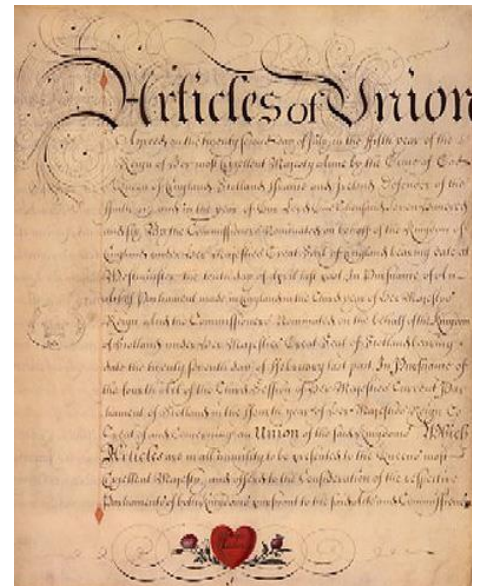 Articles of Union
Agreed on the twenty second day of July, in the fifth year of the
Reign of Her most Excellent Majesty Anne by the Grace of God
Queen of England Scotland France and Ireland Defender of the
Faith &c and in the year of Our Lord One thousand seven hundred
and six By the Commissioners Nominated on behalf of the Kingdom of
England under Her Majesties Great Seal of England bearing date at
Westminster the tenth day of April last past In Pursuance of An
Act of Parliament made in England in the third year of Her Majesties
Reign and the Commissioners Nominated on the behalf of the Kingdom
of Scotland under Her Majesties Great Seal of Scotland bearing
date the twenty seventh day of February last past In Pursuance of
the fourth Act of the third Session of Her Majesties Current Par
liament of Scotland in the year of Her Majesties Reign To
Treat of and Concerning an Union of the said Kingdoms Which
Articles are in all humility to be presented to the Queens most
Excellent Majesty and offered to the Consideration of the respective
Parliaments of both Kingdoms pursuant to the said Acts and Commissions